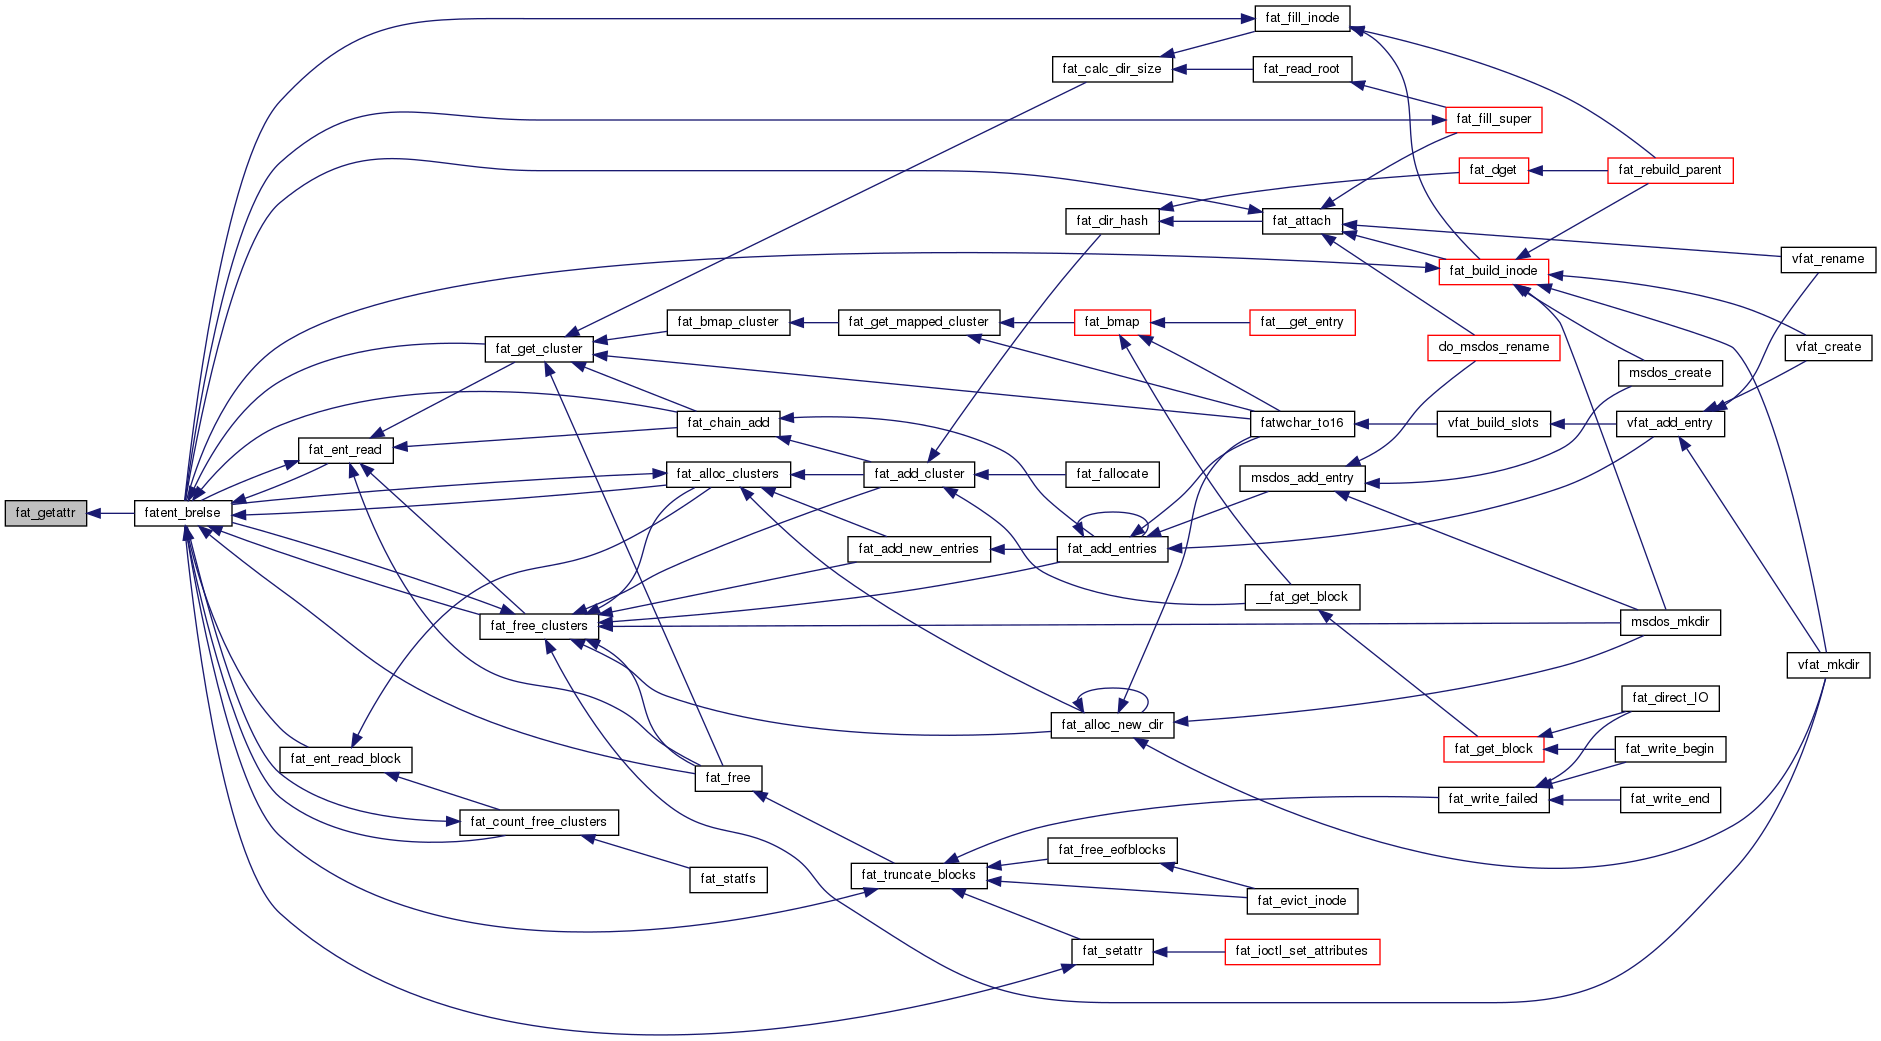 fat_fill_inode
fat_calc_dir_size
fat_read_root
fat_fill_super
fat_dget
fat_rebuild_parent
fat_dir_hash
fat_attach
vfat_rename
fat_build_inode
fat_bmap_cluster
fat_get_mapped_cluster
fat_bmap
fat__get_entry
fat_get_cluster
do_msdos_rename
vfat_create
msdos_create
fat_chain_add
fatwchar_to16
vfat_build_slots
vfat_add_entry
fat_ent_read
fat_alloc_clusters
fat_add_cluster
fat_fallocate
msdos_add_entry
fat_getattr
fatent_brelse
fat_add_new_entries
fat_add_entries
__fat_get_block
fat_free_clusters
msdos_mkdir
vfat_mkdir
fat_direct_IO
fat_alloc_new_dir
fat_get_block
fat_write_begin
fat_ent_read_block
fat_free
fat_write_failed
fat_write_end
fat_count_free_clusters
fat_free_eofblocks
fat_statfs
fat_truncate_blocks
fat_evict_inode
fat_setattr
fat_ioctl_set_attributes